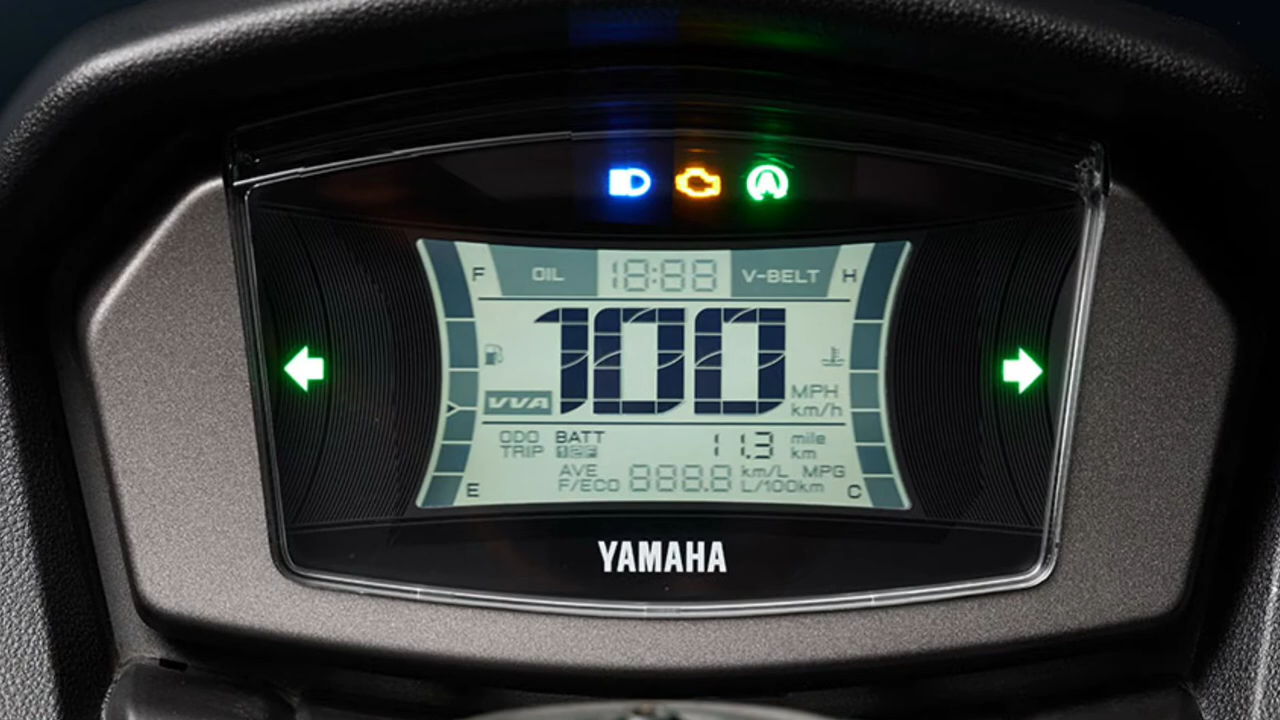 F OIL 18:88 V-BELT H
100
VVA MPH
km/h
ODO BATT 11.3 mile
TRIP 12F km
AVE 888.8 km/L MPG
F/ECO L/100km
E C
YAMAHA